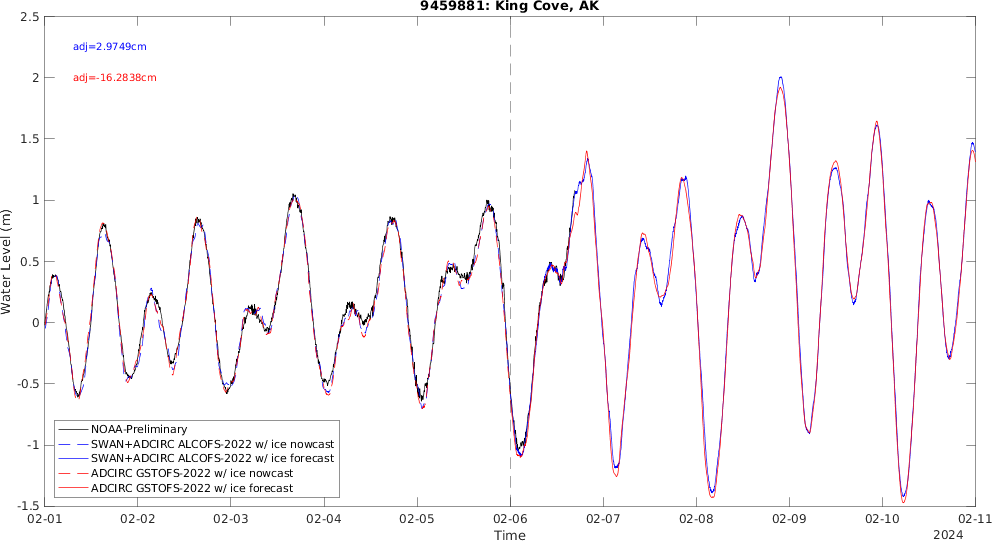 9459881: King Cove, AK
2.5
adj=2.9749cm
2
adj=-16.2838cm
1.5
1
0.5
0
-0.5
-1
-1.5
Water Level (m)
NOAA-Preliminary
SWAN+ADCIRC ALCOFS-2022 w/ ice nowcast
SWAN+ADCIRC ALCOFS-2022 w/ ice forecast
ADCIRC GSTOFS-2022 w/ ice nowcast
ADCIRC GSTOFS-2022 w/ ice forecast
02-01 02-02 02-03 02-04 02-05 02-06 02-07 02-08 02-09 02-10 02-11
Time
2024